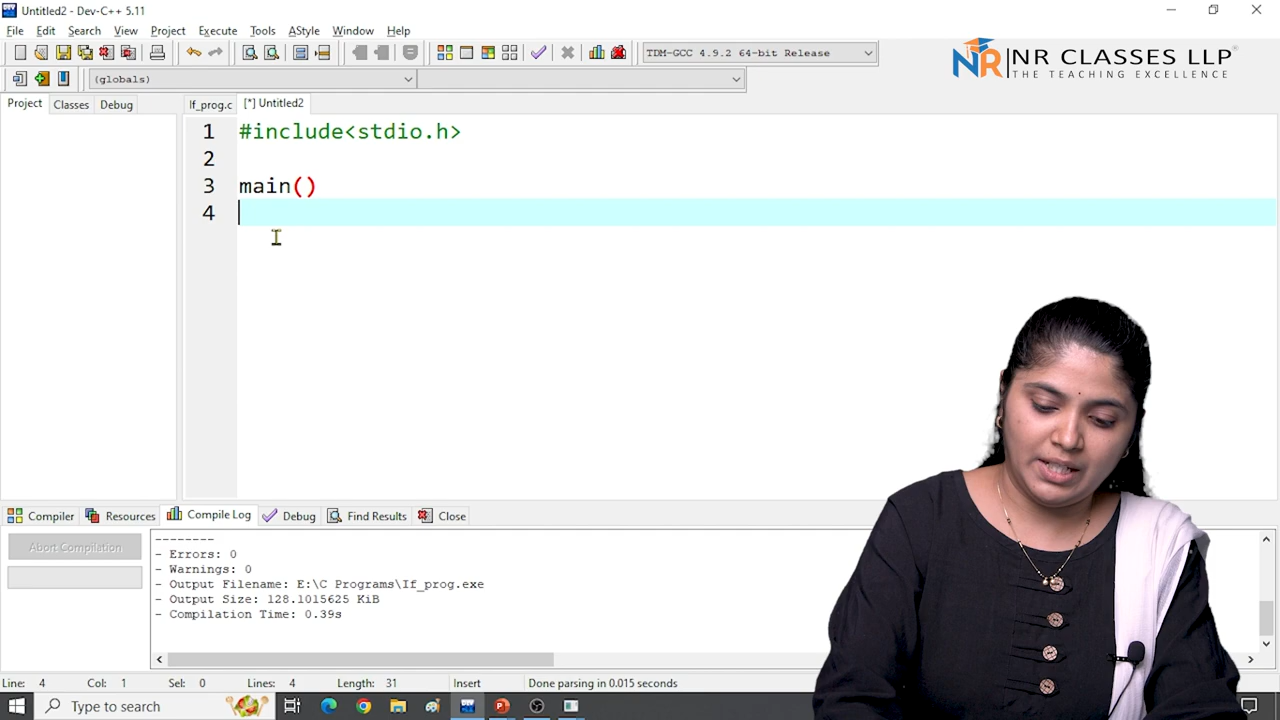 Untitled2 - Dev-C++ 5.11
File Edit Search View Project Execute Tools AStyle Window Help
TDM-GCC 4.9.2 64-bit Release
(globals)
NR NR CLASSES LLP®
THE TEACHING EXCELLENCE
Project Classes Debug
If_prog.c [*] Untitled2
1 #include<stdio.h>
2
3 main()
4
Compiler Resources Compile Log Debug Find Results Close
Abort Compilation
--------
- Errors: 0
- Warnings: 0
- Output Filename: E:\C Programs\If_prog.exe
- Output Size: 128.1015625 KiB
- Compilation Time: 0.39s
Line: 4 Col: 1 Sel: 0 Lines: 4 Length: 31 Insert Done parsing in 0.015 seconds
Type to search